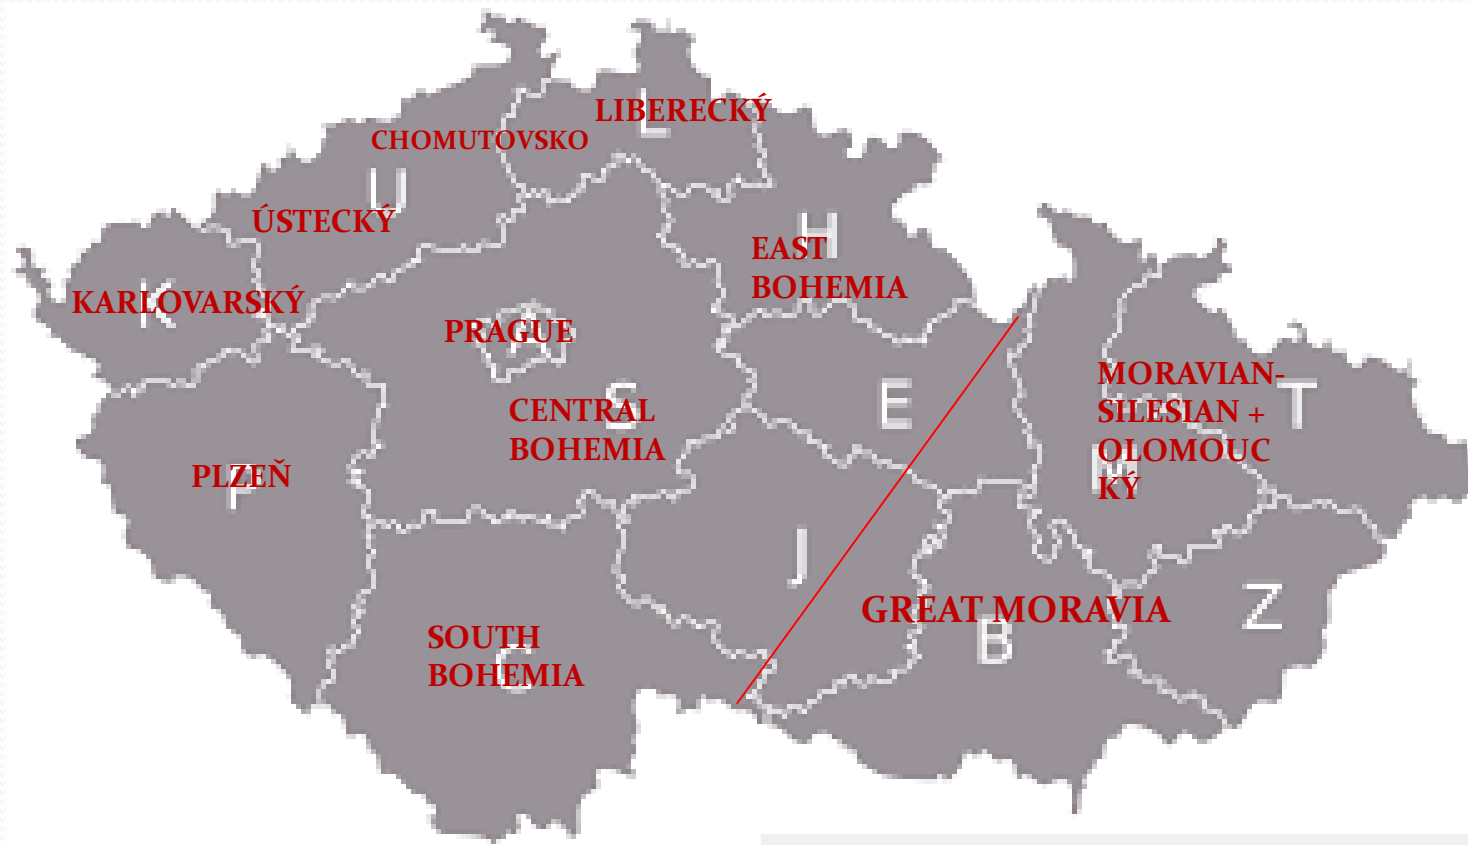 LIBERECKÝ
L
CHOMUTOVSKO
U
ÚSTECKÝ
H
EAST
BOHEMIA
KARLOVARSKÝ
K
PRAGUE
A
MORAVIAN-
SILESIAN +
OLOMOUC
KÝ
T
E
S
CENTRAL
BOHEMIA
M
PLZEŇ
P
J
GREAT MORAVIA
Z
B
SOUTH
BOHEMIA
C